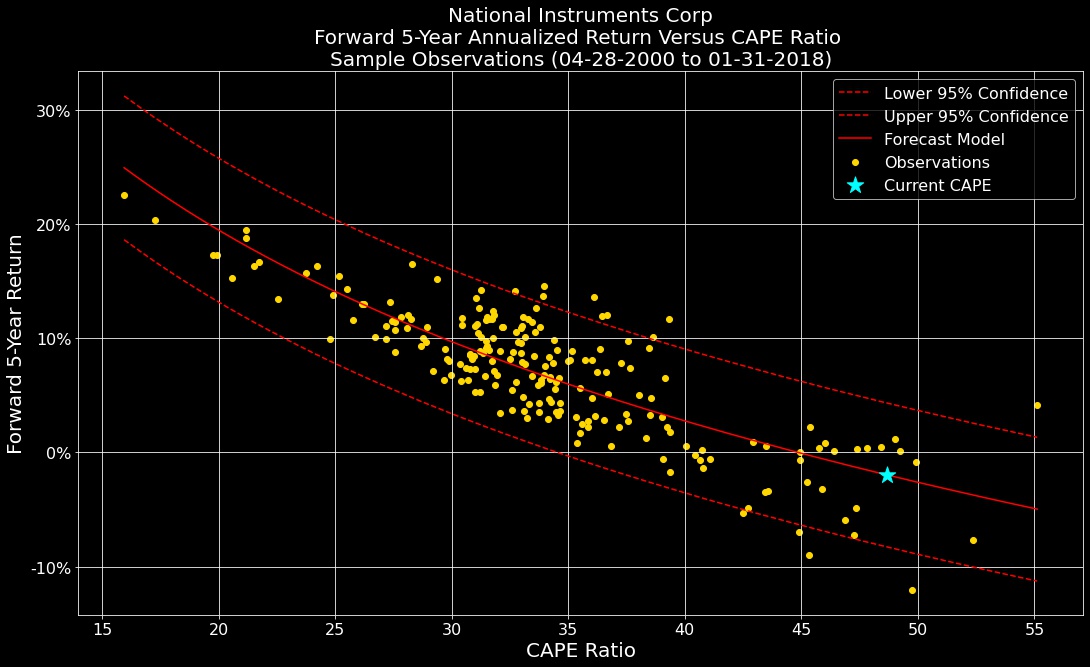 National Instruments Corp
Forward 5-Year Annualized Return Versus CAPE Ratio
Sample Observations (04-28-2000 to 01-31-2018)
Lower 95% Confidence
Upper 95% Confidence
Forecast Model
Observations
Current CAPE
Forward 5-Year Return
30%
20%
10%
0%
-10%
15 20 25 30 35 40 45 50 55
CAPE Ratio